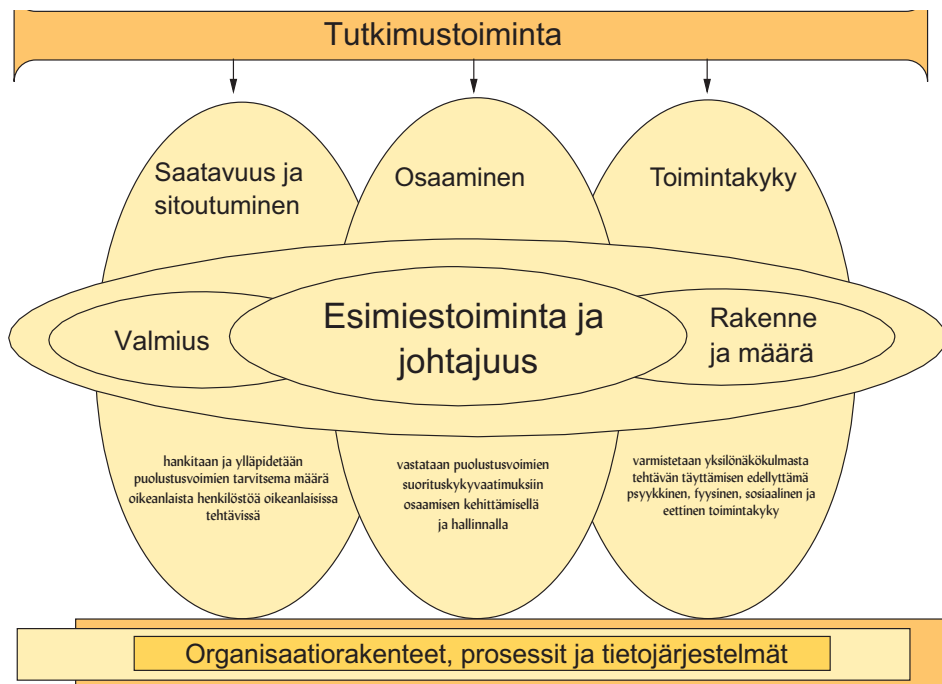 Tutkimustoiminta
Saatavuus ja
sitoutuminen
Osaaminen
Toimintakyky
Valmius
Esimiestoiminta ja
johtajuus
Rakenne
ja määrä
hankitaan ja ylläpidetään
puolustusvoimien tarvitsema määrä
oikeanlaista henkilöstöä oikeanlaisissa
tehtävissä
vastataan puolustusvoimien
suorituskykyvaatimuksiin
osaamisen kehittämisellä
ja hallinnalla
varmistetaan yksilönäkökulmasta
tehtävän täyttämisen edellyttämä
psyykkinen, fyysinen, sosiaalinen ja
eettinen toimintakyky
Organisaatiorakenteet, prosessit ja tietojärjestelmät